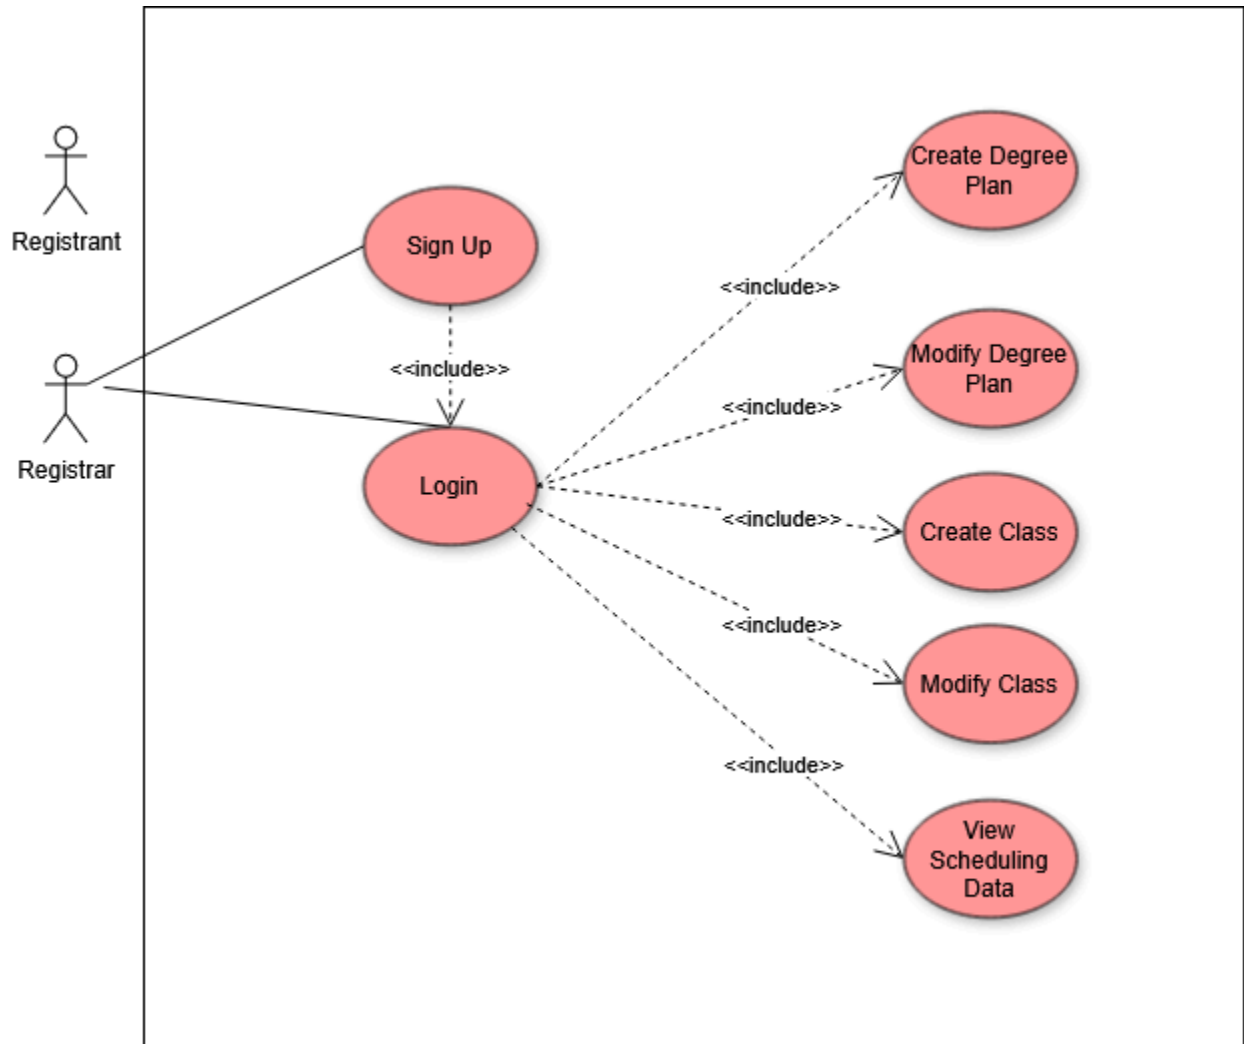 Registrant
Registrar
Sign Up
<<include>>
Login
<<include>>
<<include>>
<<include>>
<<include>>
<<include>>
Create Degree
Plan
Modify Degree
Plan
Create Class
Modify Class
View
Scheduling
Data